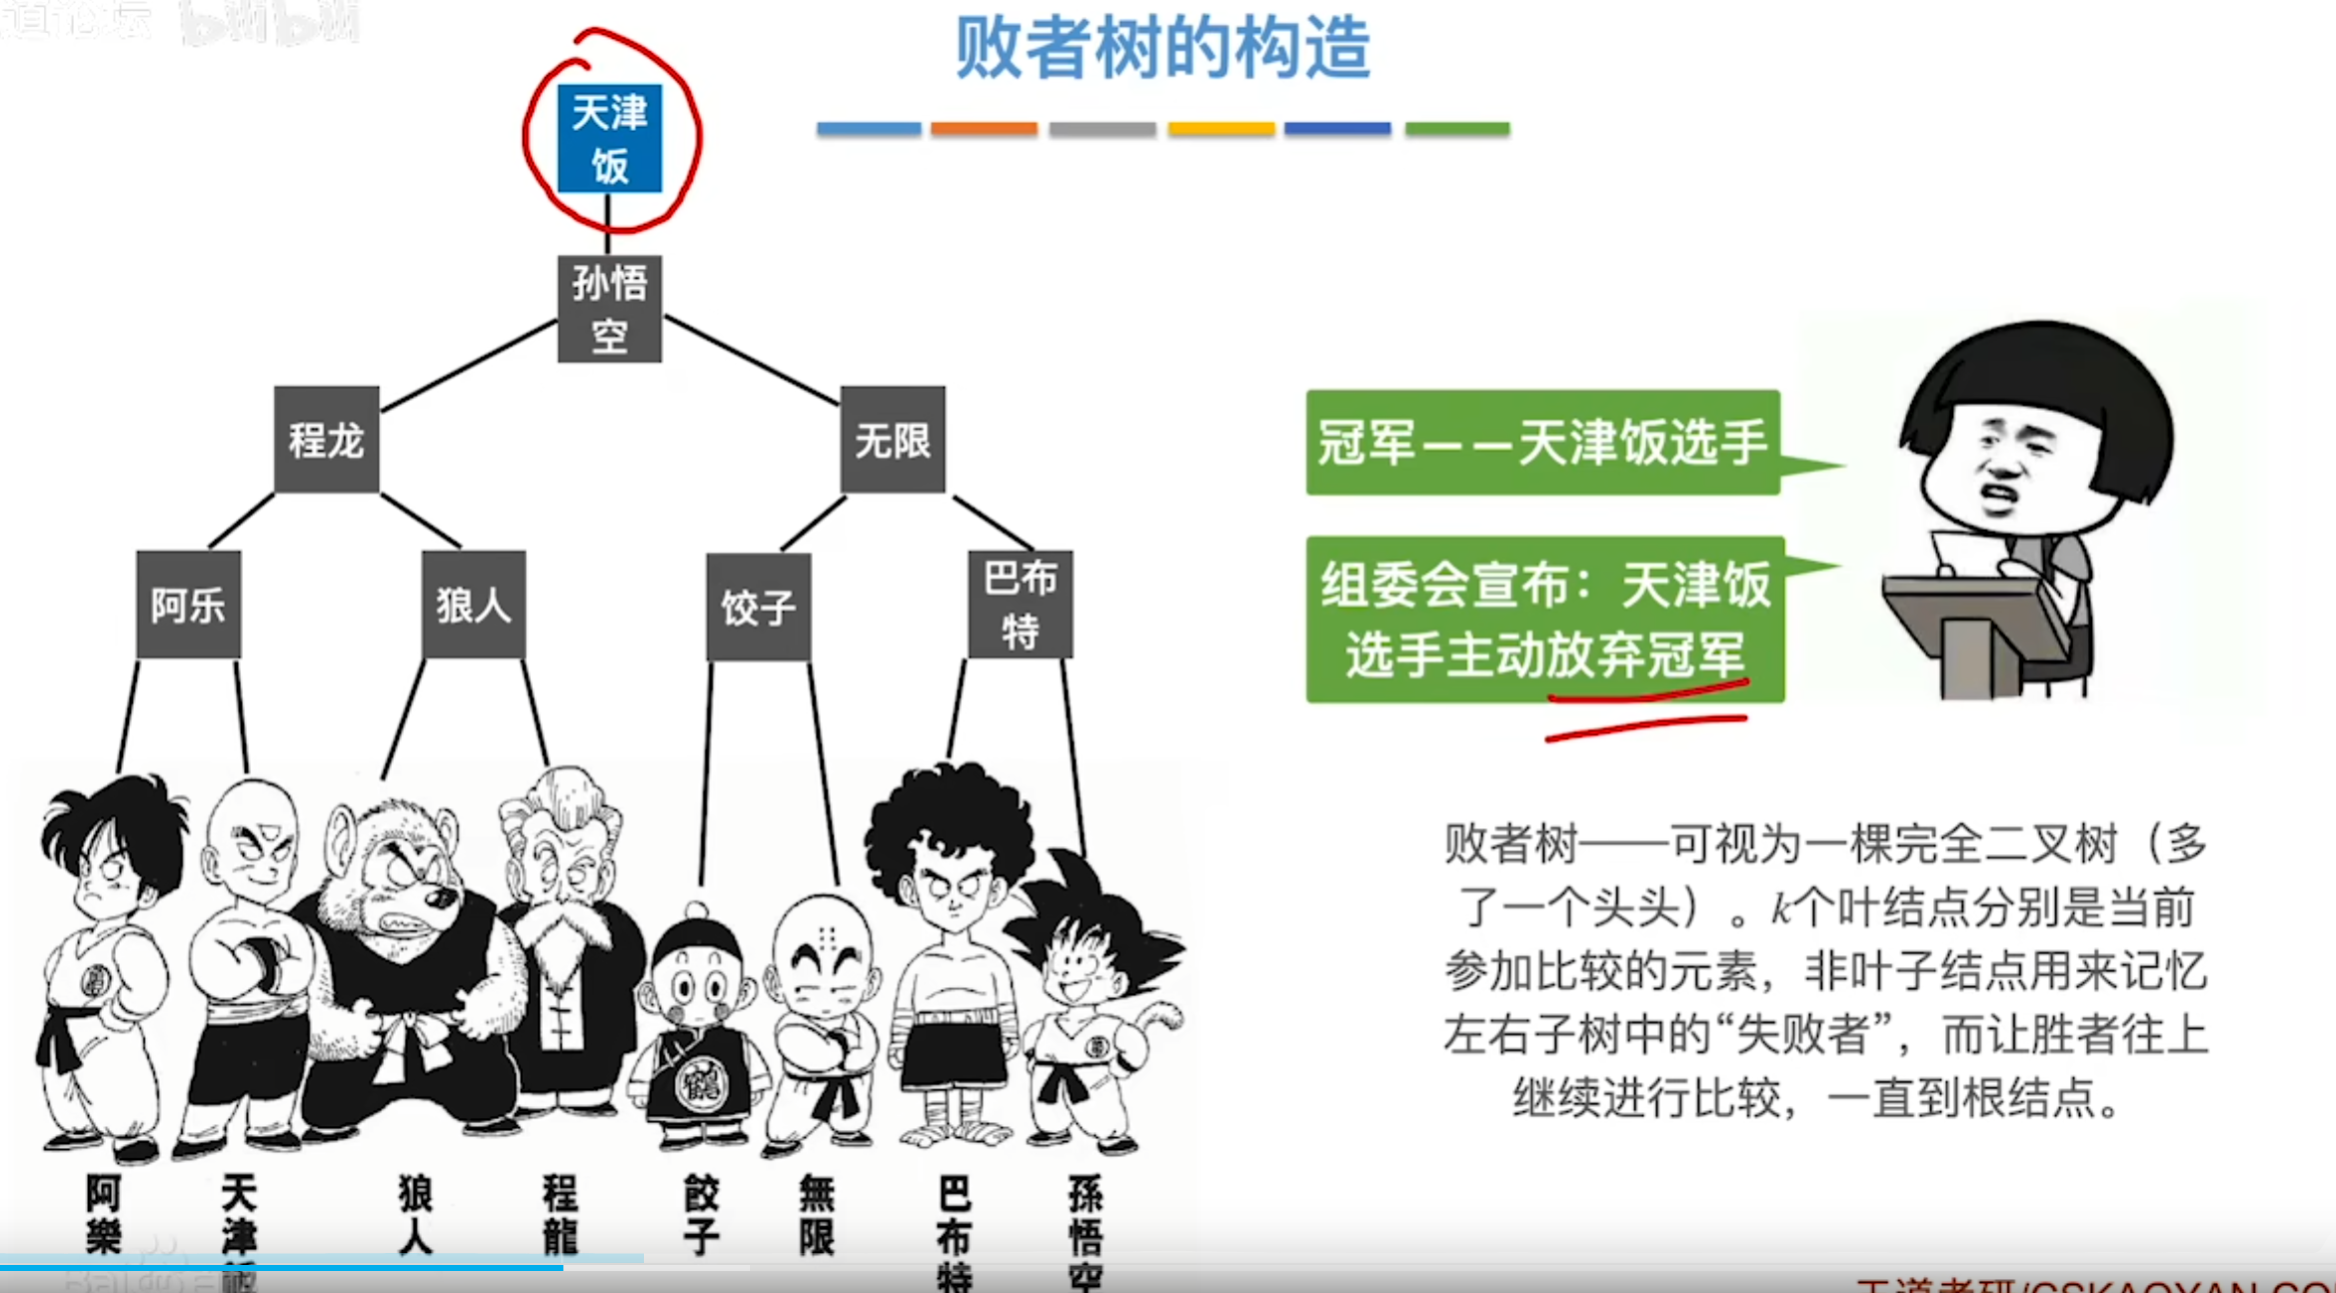 道论坛 bilibili
败者树的构造
天津
饭
孙悟
空
程龙
无限
阿乐
狼人
饺子
巴布
特
冠军——天津饭选手
组委会宣布：天津饭
选手主动放弃冠军
败者树——可视为一棵完全二叉树（多
了一个头头）。k个叶结点分别是当前
参加比较的元素，非叶子结点用来记忆
左右子树中的“失败者”，而让胜者往上
继续进行比较，一直到根结点。
阿樂
天津飯
狼人
程龍
餃子
無限
巴布特
孫悟空
王道考研/CSKAOYAN.CO